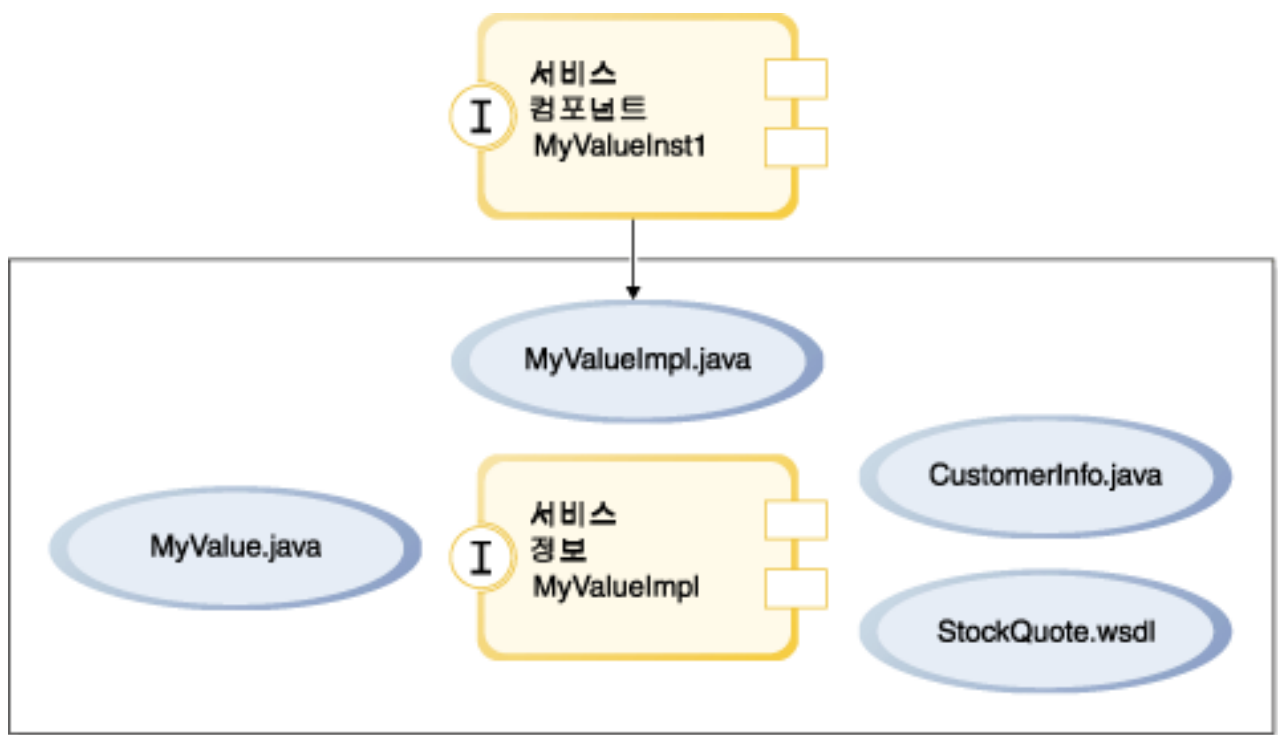 서비스
컴포넌트
MyValueInst1
I
MyValueImpl.java
CustomerInfo.java
MyValue.java
서비스
정보
MyValueImpl
I
StockQuote.wsdl